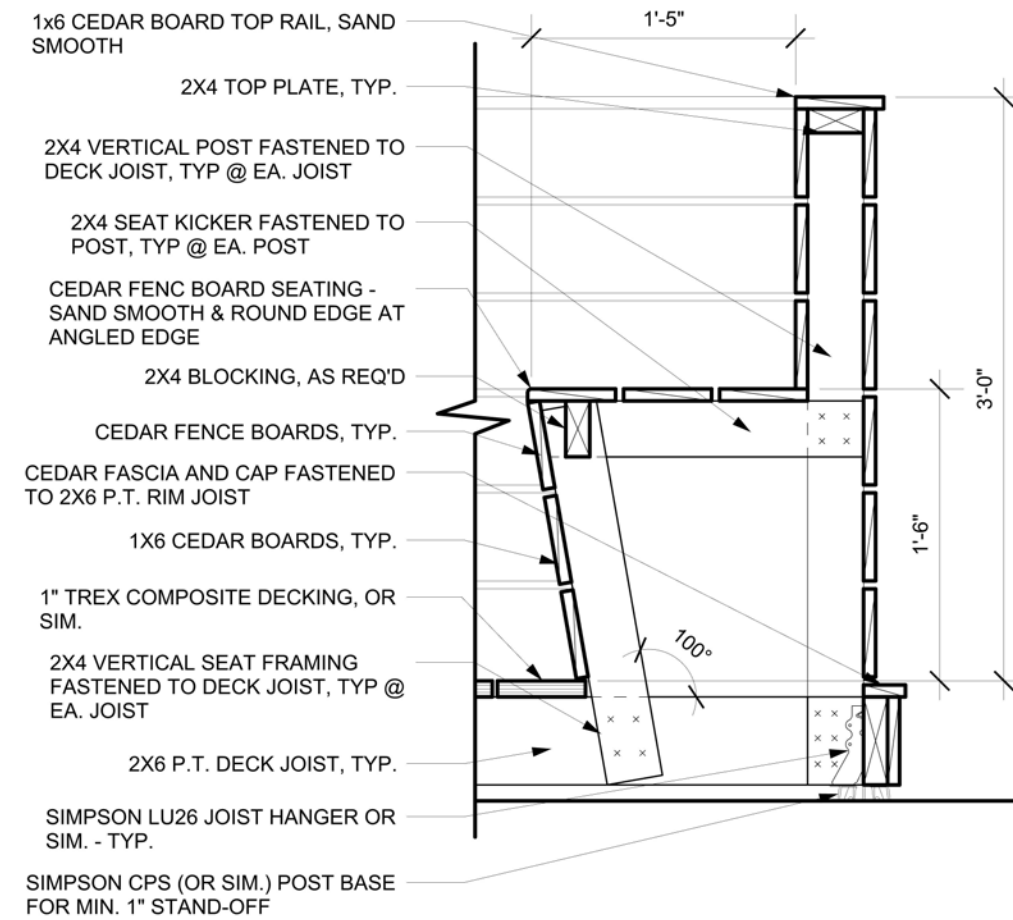 1x6 CEDAR BOARD TOP RAIL, SAND
SMOOTH
2X4 TOP PLATE, TYP.
2X4 VERTICAL POST FASTENED TO
DECK JOIST, TYP @ EA. JOIST
2X4 SEAT KICKER FASTENED TO
POST, TYP @ EA. POST
CEDAR FENC BOARD SEATING -
SAND SMOOTH & ROUND EDGE AT
ANGLED EDGE
2X4 BLOCKING, AS REQ'D
CEDAR FENCE BOARDS, TYP.
CEDAR FASCIA AND CAP FASTENED
TO 2X6 P.T. RIM JOIST
1X6 CEDAR BOARDS, TYP.
1" TREX COMPOSITE DECKING, OR
SIM.
2X4 VERTICAL SEAT FRAMING
FASTENED TO DECK JOIST, TYP @
EA. JOIST
2X6 P.T. DECK JOIST, TYP.
SIMPSON LU26 JOIST HANGER OR
SIM. - TYP.
SIMPSON CPS (OR SIM.) POST BASE
FOR MIN. 1" STAND-OFF
1'-5"
3'-0"
1'-6"
100°